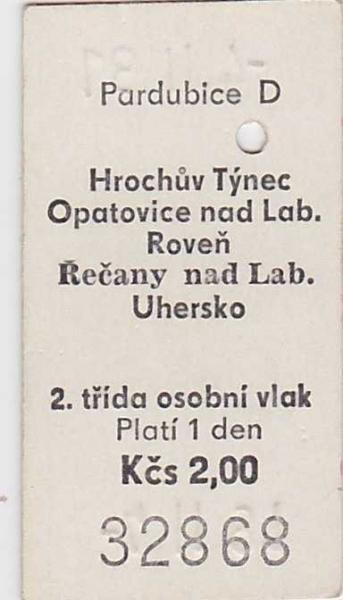 Pardubice D
Hrochův Týnec
Opatovice nad Lab.
Roveň
Řečany nad Lab.
Uhersko
2. třída osobní vlak
Platí 1 den
Kčs 2,00
32868